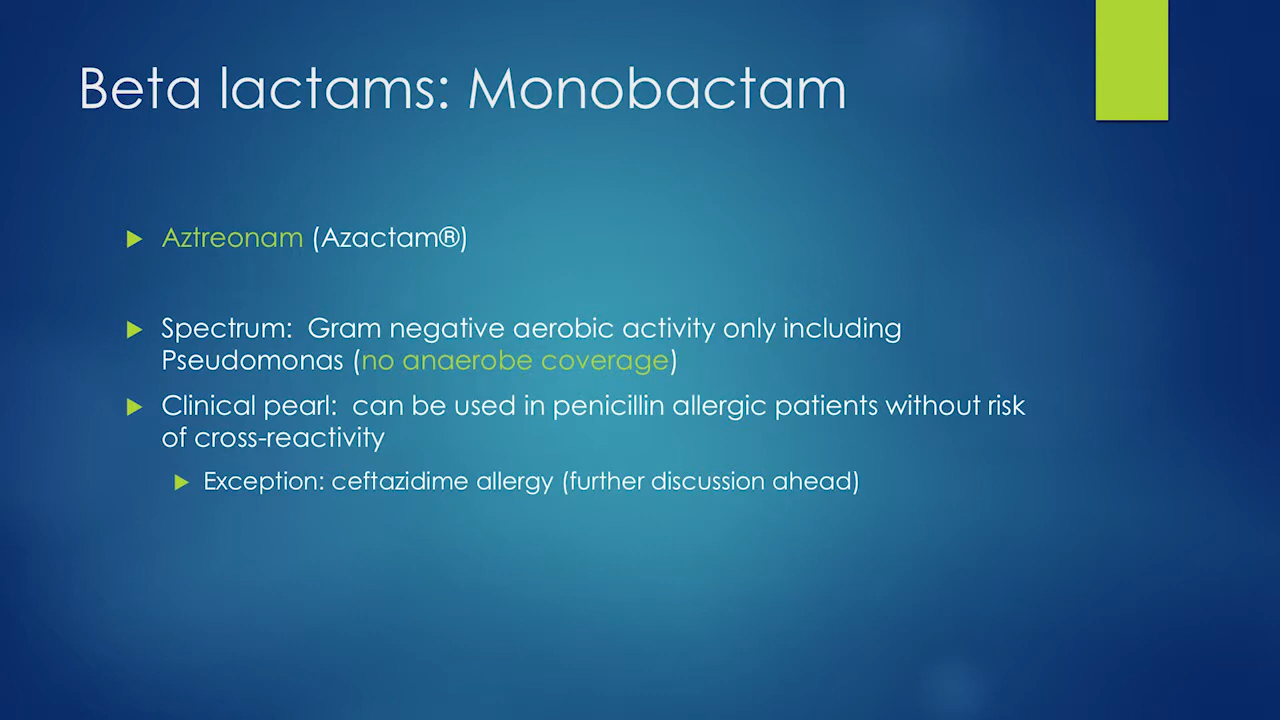 Beta lactams: Monobactam
Aztreonam (Azactam®)
Spectrum: Gram negative aerobic activity only including
Pseudomonas (no anaerobe coverage)
Clinical pearl: can be used in penicillin allergic patients without risk
of cross-reactivity
Exception: ceftazidime allergy (further discussion ahead)